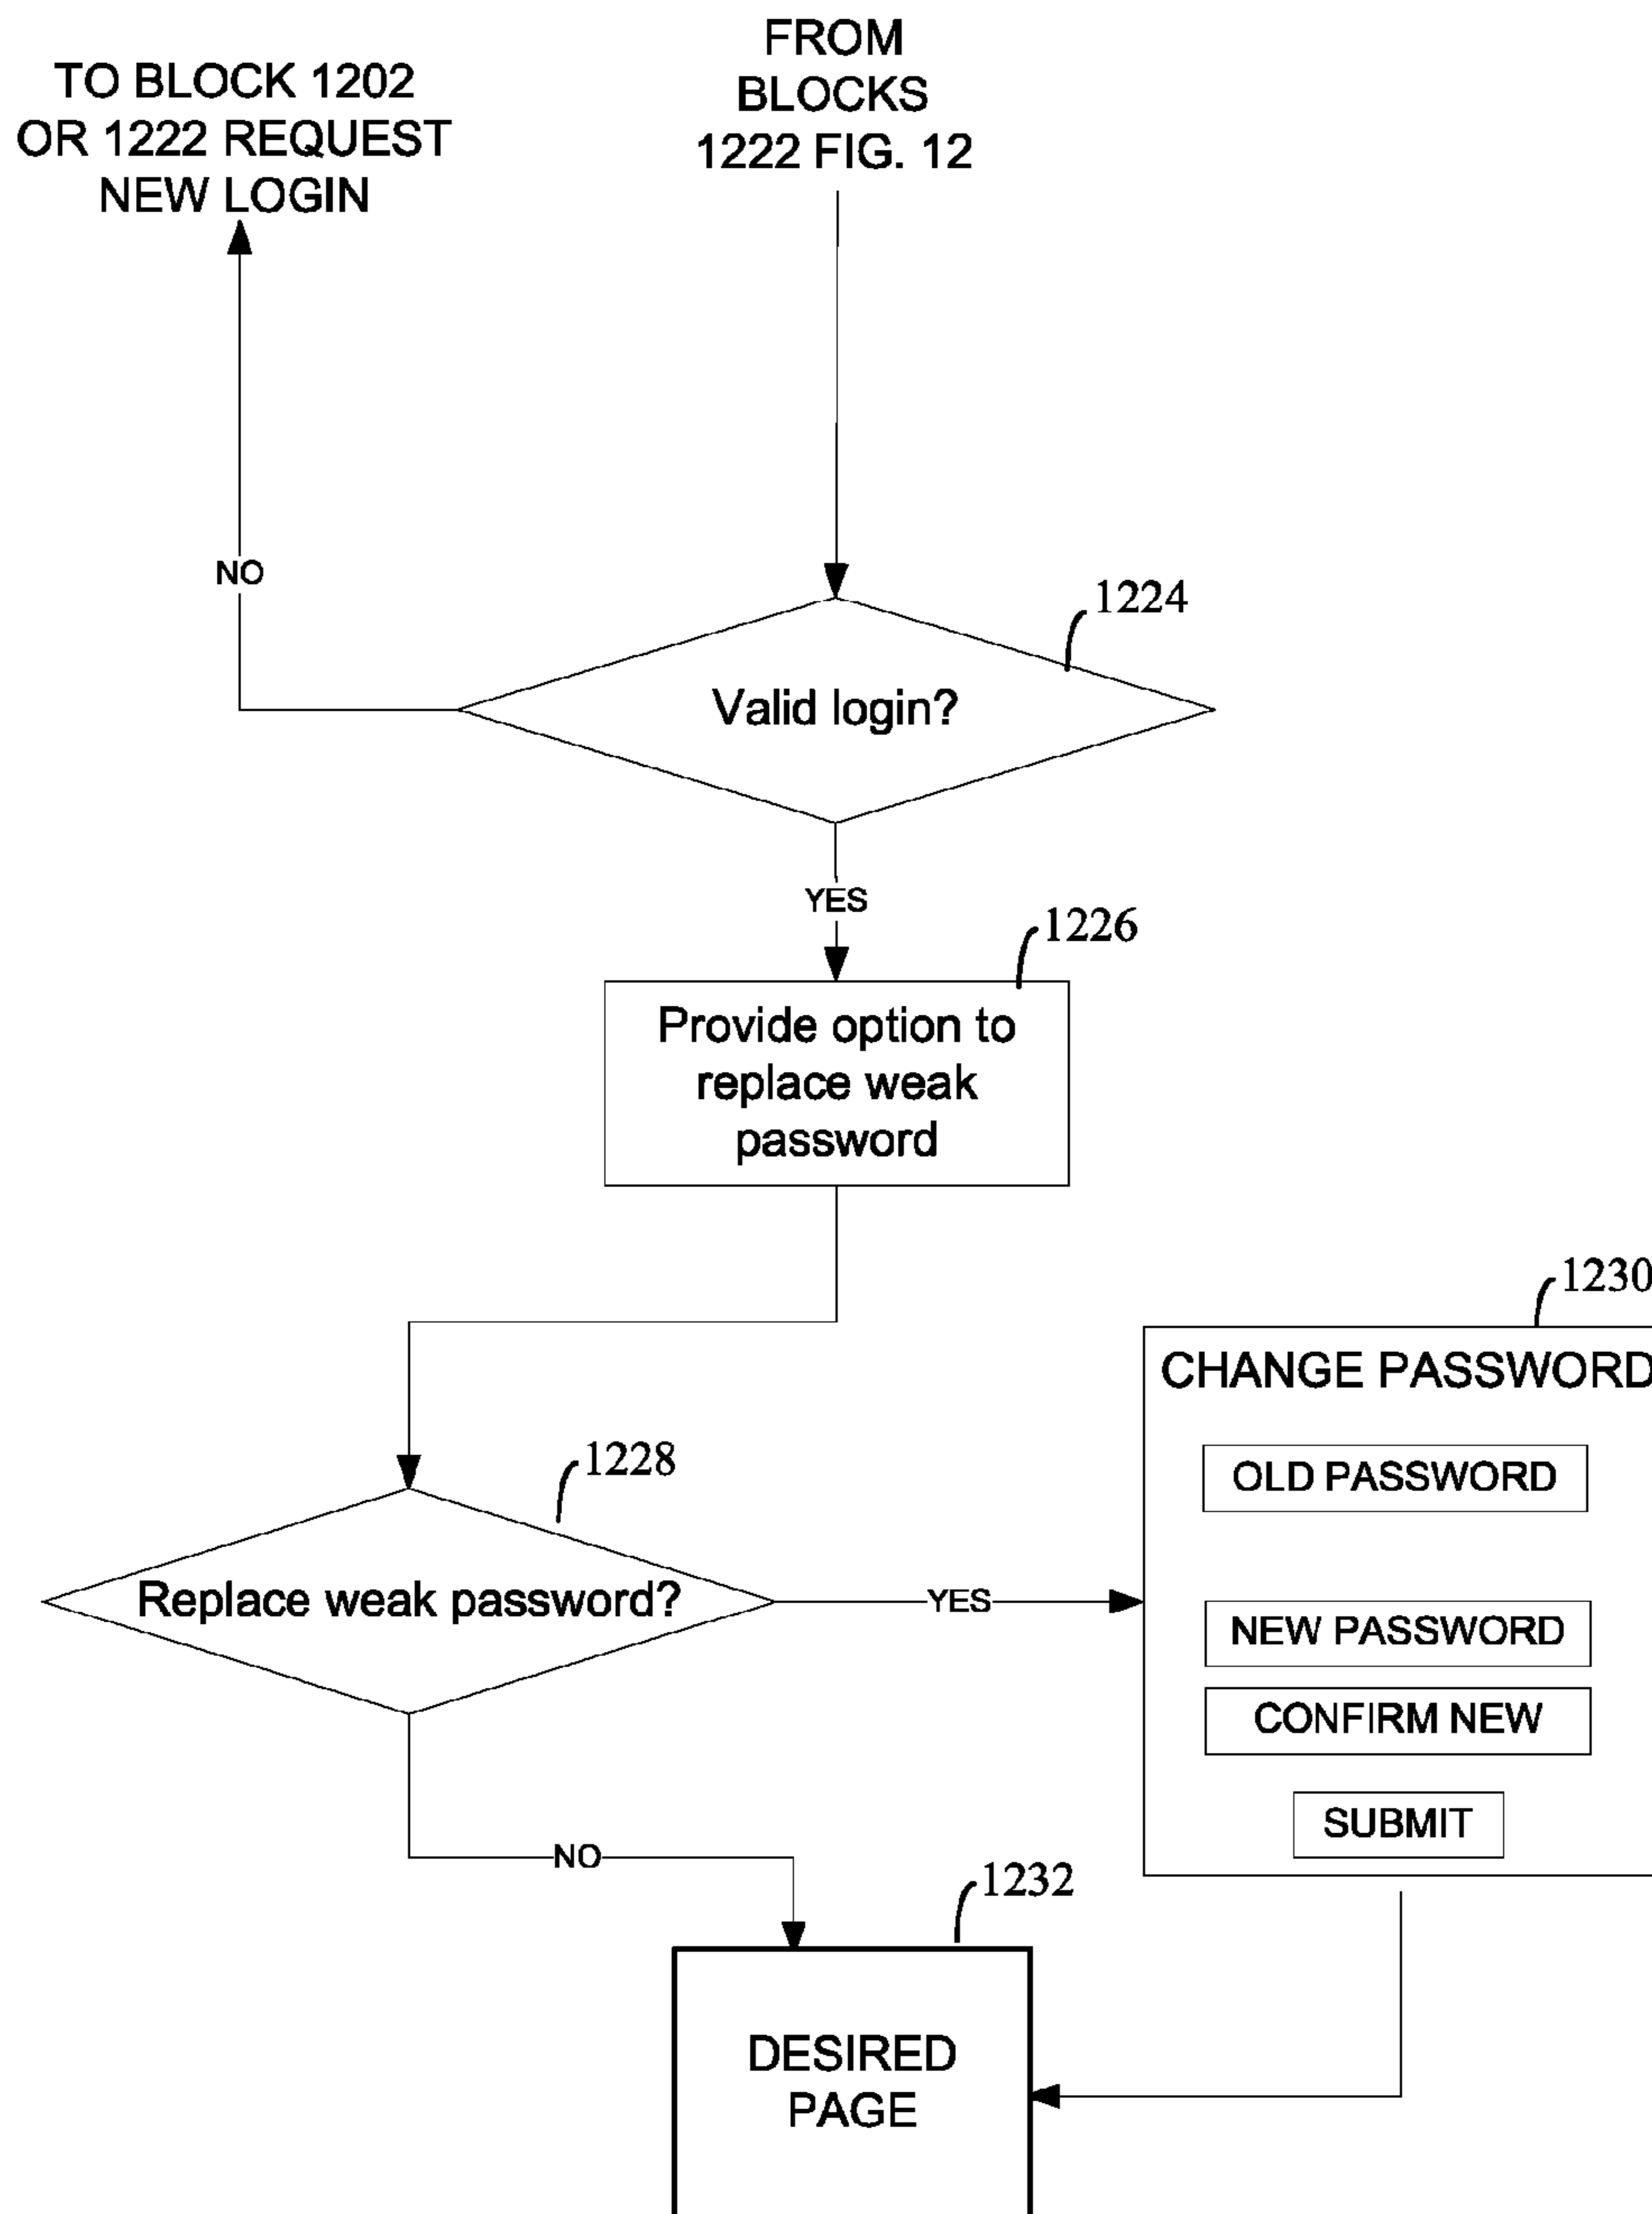 TO BLOCK 1202
OR 1222 REQUEST
NEW LOGIN
FROM
BLOCKS
1222 FIG. 12
NO
1224
Valid login?
YES
1226
Provide option to
replace weak
password
1230
CHANGE PASSWORD
OLD PASSWORD
1228
Replace weak password?
YES
NEW PASSWORD
CONFIRM NEW
SUBMIT
NO
1232
DESIRED
PAGE